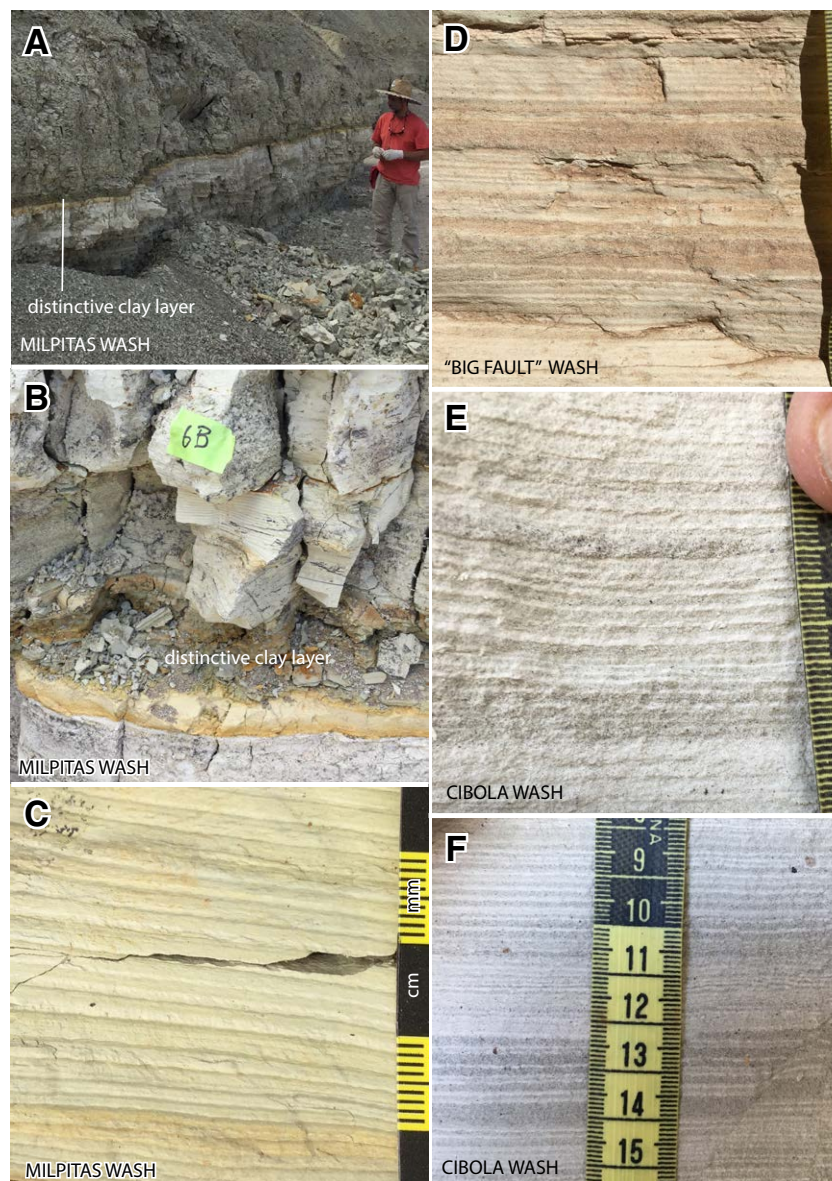 A
distinctive clay layer
MILPITAS WASH
B
6B
distinctive clay layer
MILPITAS WASH
C
mm
cm
MILPITAS WASH
D
“BIG FAULT” WASH
E
CIBOLA WASH
F
N A
9
10
11
12
13
14
15
CIBOLA WASH